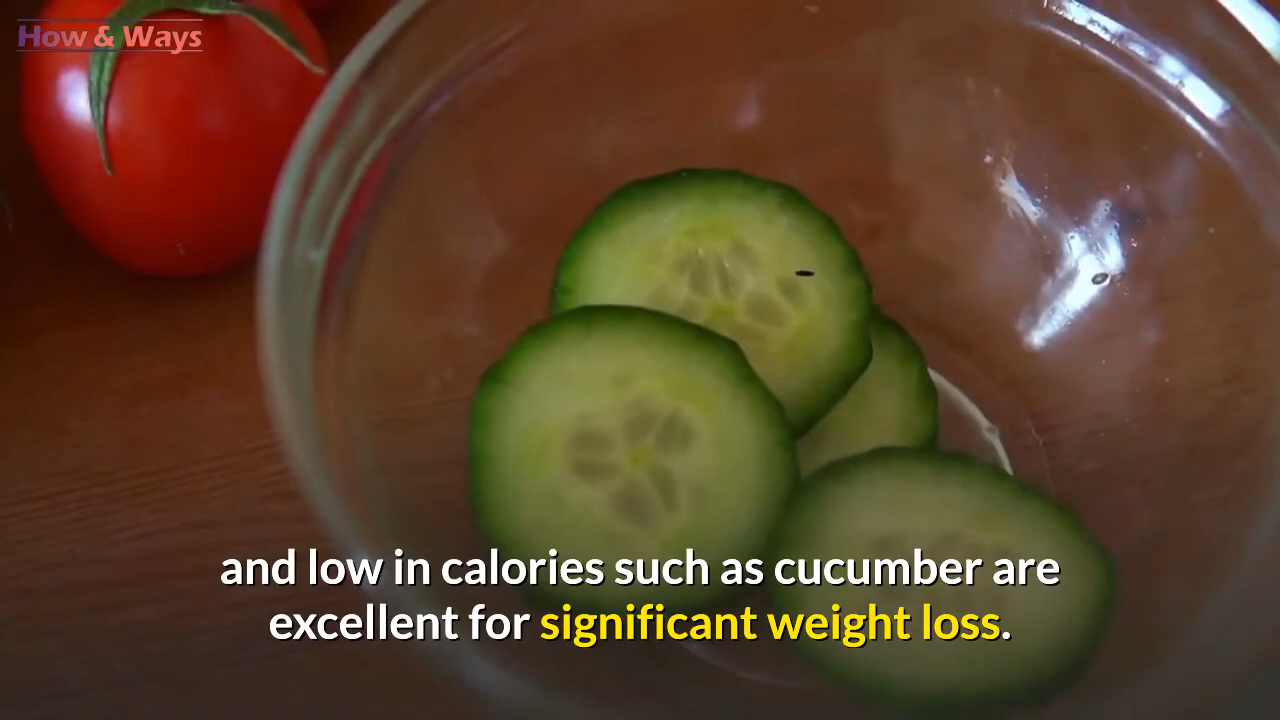 How & Ways
and low in calories such as cucumber are
excellent for significant weight loss.